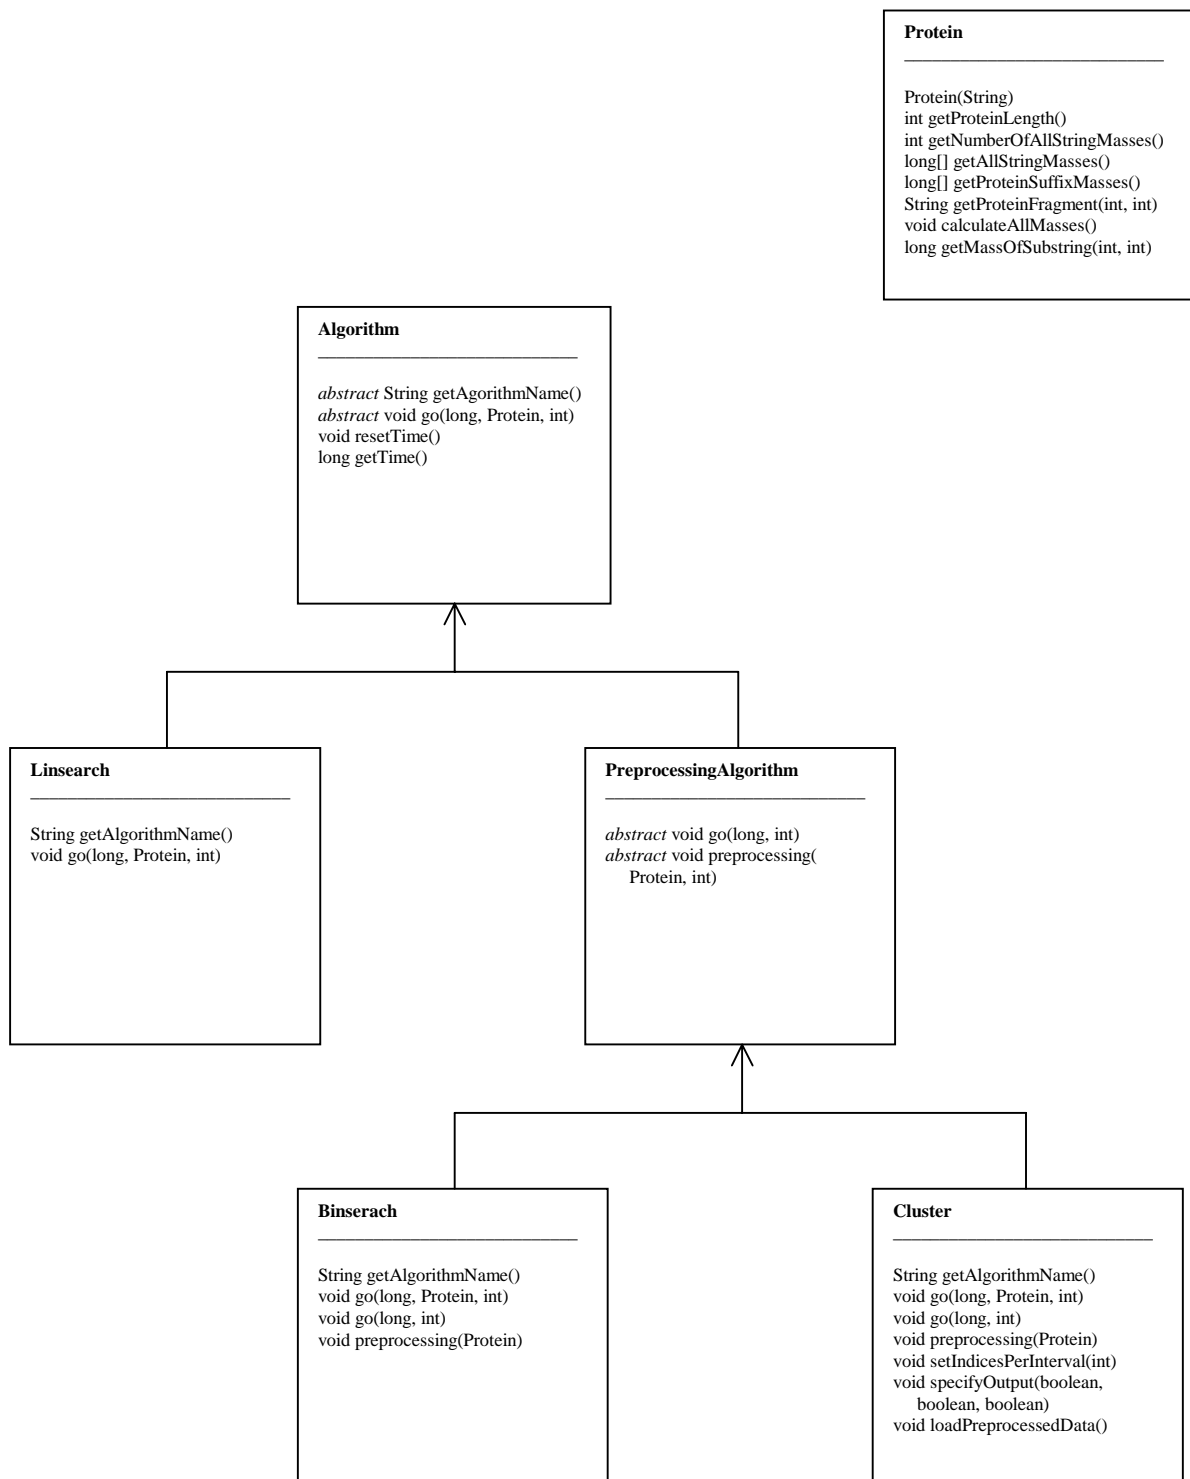 Protein
Protein(String)
int getProteinLength()
int getNumberOfAllStringMasses()
long[] getAllStringMasses()
long[] getProteinSuffixMasses()
String getProteinFragment(int, int)
void calculateAllMasses()
long getMassOfSubstring(int, int)
Algorithm
abstract String getAgorithmName()
abstract void go(long, Protein, int)
void resetTime()
long getTime()
Linsearch
String getAlgorithmName()
void go(long, Protein, int)
PreprocessingAlgorithm
abstract void go(long, int)
abstract void preprocessing(
Protein, int)
Binserach
String getAlgorithmName()
void go(long, Protein, int)
void go(long, int)
void preprocessing(Protein)
Cluster
String getAlgorithmName()
void go(long, Protein, int)
void go(long, int)
void preprocessing(Protein)
void setIndicesPerInterval(int)
void specifyOutput(boolean,
boolean, boolean)
void loadPreprocessedData()